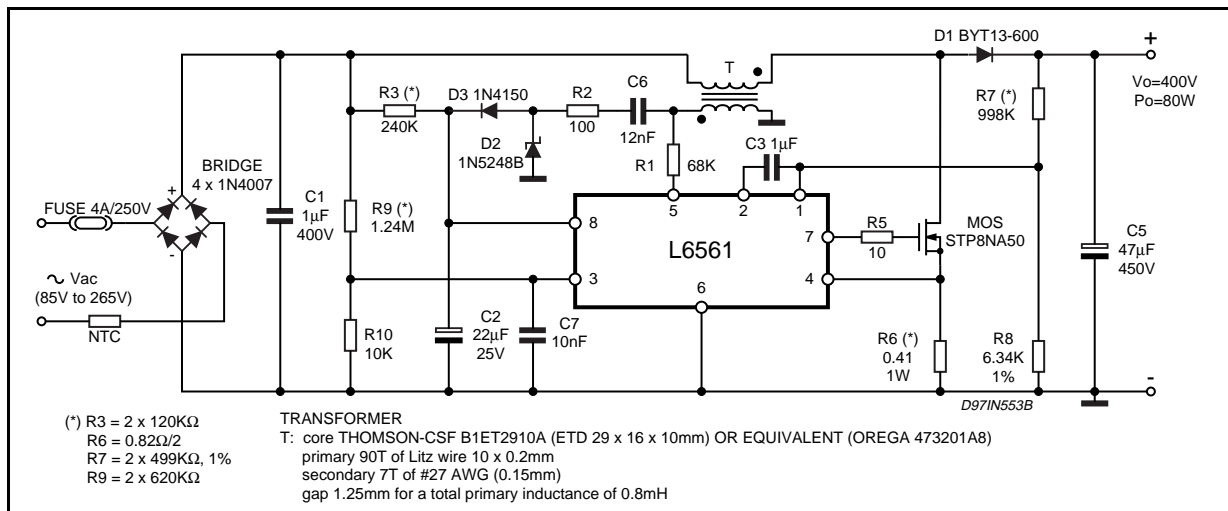 D1 BYT13-600
+
Vo=400V
Po=80W
T
C6
12nF
R3 (*)
240K
D3 1N4150
R2
100
D2
1N5248B
R1
68K
C3 1µF
R7 (*)
998K
BRIDGE
4 x 1N4007
+
-
FUSE 4A/250V
C1
1µF
400V
R9 (*)
1.24M
5
2
1
8
3
L6561
7
4
6
R5
10
MOS
STP8NA50
C5
47µF
450V
~ Vac
(85V to 265V)
NTC
R10
10K
C2
22µF
25V
C7
10nF
R6 (*)
0.41
1W
R8
6.34K
1%
-
D97IN553B
(*) R3 = 2 x 120KΩ
R6 = 0.82Ω/2
R7 = 2 x 499KΩ, 1%
R9 = 2 x 620KΩ
TRANSFORMER
T: core THOMSON-CSF B1ET2910A (ETD 29 x 16 x 10mm) OR EQUIVALENT (OREGA 473201A8)
primary 90T of Litz wire 10 x 0.2mm
secondary 7T of #27 AWG (0.15mm)
gap 1.25mm for a total primary inductance of 0.8mH